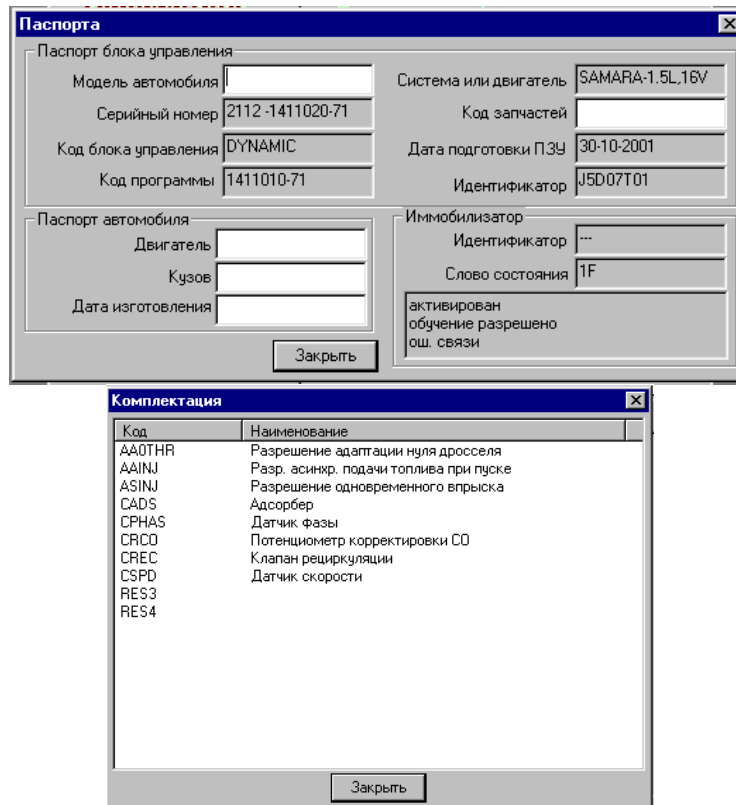 Паспорта
Паспорт блока управления
Модель автомобиля
Система или двигатель SAMARA-1.5L,16V
Серийный номер 2112 -1411020-71
Код запчастей
Код блока управления DYNAMIC
Дата подготовки ПЗУ 30-10-2001
Код программы 1411010-71
Идентификатор J5D07T01
Паспорт автомобиля
Двигатель
Кузов
Дата изготовления
Иммобилизатор
Идентификатор ---
Слово состояния 1F
активирован
обучение разрешено
ош. связи
Закрыть
Комплектация
Код Наименование
AA0THR Разрешение адаптации нуля дросселя
AAINJ Разр. асинхр. подачи топлива при пуске
ASINJ Разрешение одновременного впрыска
CADS Адсорбер
CPHAS Датчик фазы
CRCO Потенциометр корректировки CO
CREC Клапан рециркуляции
CSPD Датчик скорости
RES3
RES4
Закрыть